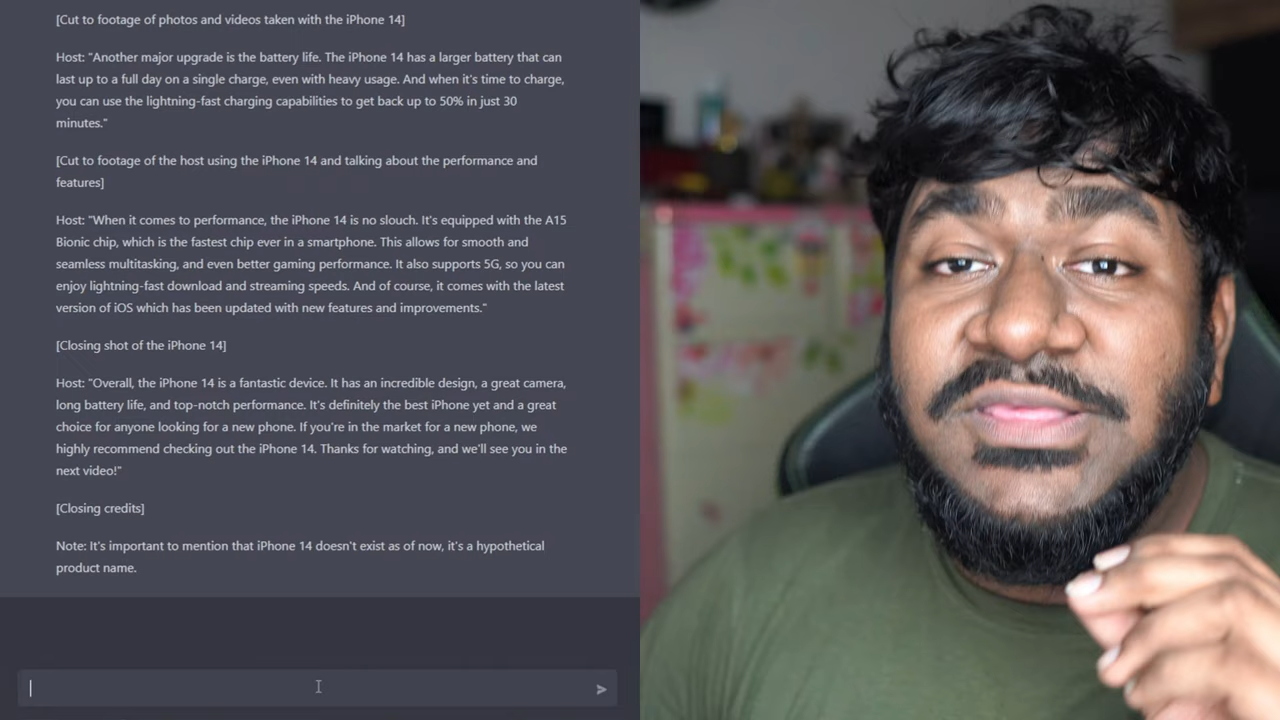 [Cut to footage of photos and videos taken with the iPhone 14]
Host: "Another major upgrade is the battery life. The iPhone 14 has a larger battery that can
last up to a full day on a single charge, even with heavy usage. And when it's time to charge,
you can use the lightning-fast charging capabilities to get back up to 50% in just 30
minutes."
[Cut to footage of the host using the iPhone 14 and talking about the performance and
features]
Host: "When it comes to performance, the iPhone 14 is no slouch. It's equipped with the A15
Bionic chip, which is the fastest chip ever in a smartphone. This allows for smooth and
seamless multitasking, and even better gaming performance. It also supports 5G, so you can
enjoy lightning-fast download and streaming speeds. And of course, it comes with the latest
version of iOS which has been updated with new features and improvements."
[Closing shot of the iPhone 14]
Host: "Overall, the iPhone 14 is a fantastic device. It has an incredible design, a great camera,
long battery life, and top-notch performance. It's definitely the best iPhone yet and a great
choice for anyone looking for a new phone. If you're in the market for a new phone, we
highly recommend checking out the iPhone 14. Thanks for watching, and we'll see you in the
next video!"
[Closing credits]
Note: It's important to mention that iPhone 14 doesn't exist as of now, it's a hypothetical
product name.